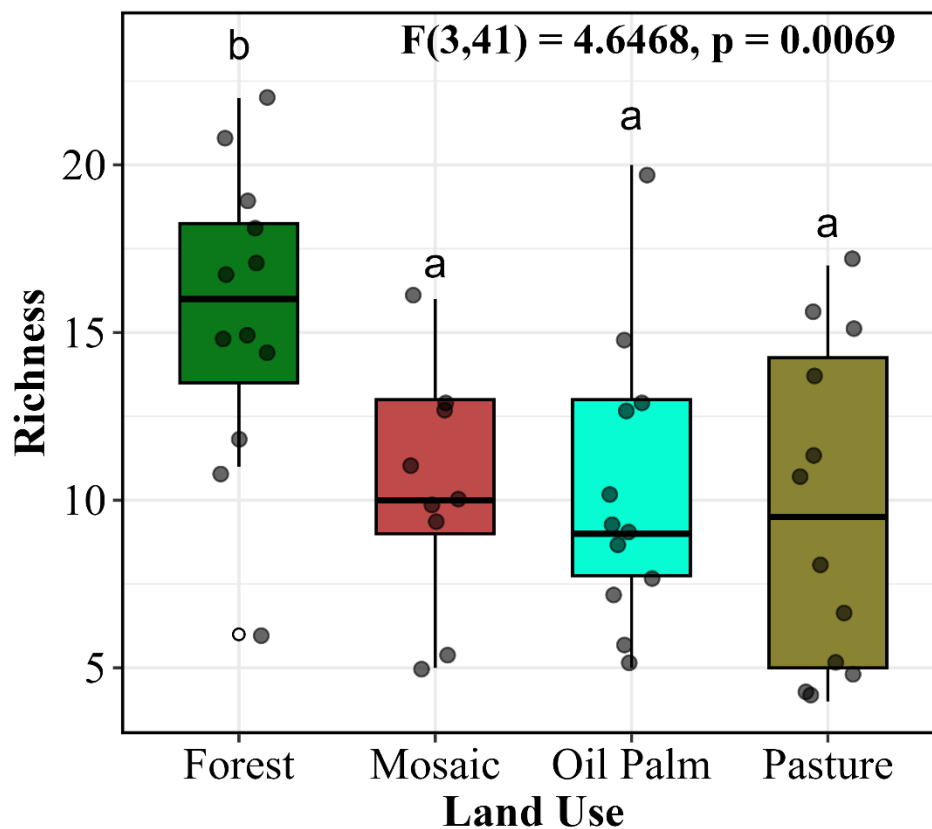 F(3,41) = 4.6468, p = 0.0069
b
a
a
a
20
15
10
5
Richness
Forest
Mosaic
Oil Palm
Pasture
Land Use